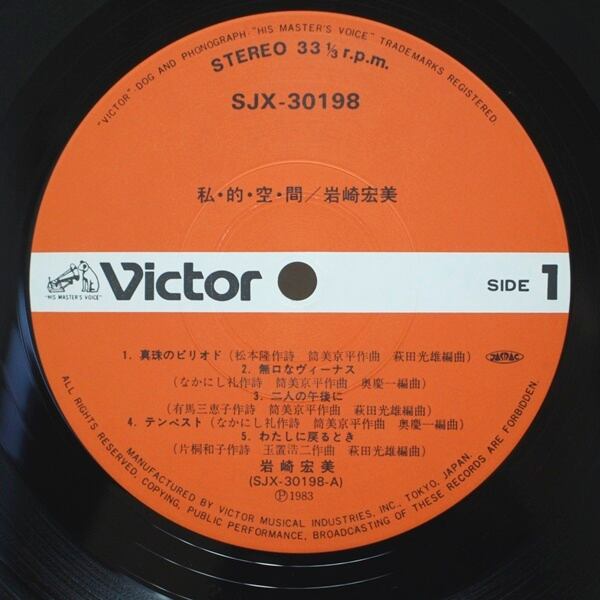 "VICTOR"-DOG AND PHONOGRAPH-"HIS MASTER'S VOICE" TRADEMARKS REGISTERED.
STEREO 33 1/3 r.p.m.
SJX-30198
私・的・空・間／岩崎宏美
"HIS MASTER'S VOICE"
Victor
SIDE 1
1. 真珠のピリオド (松本隆作詩 筒美京平作曲 萩田光雄編曲)
JASRAC
2. 無口なヴィーナス
(なかにし礼作詩 筒美京平作曲 奥慶一編曲)
3. 二人の午後に
(有馬三恵子作詩 筒美京平作曲 萩田光雄編曲)
4. テンペスト (なかにし礼作詩 筒美京平作曲 奥慶一編曲)
5. わたしに戻るとき
(片桐和子作詩 玉置浩二作曲 萩田光雄編曲)
岩崎宏美
(SJX-30198-A)
Ⓟ1983
MANUFACTURED BY VICTOR MUSICAL INDUSTRIES, INC., TOKYO, JAPAN.
ALL RIGHTS RESERVED, COPYING, PUBLIC PERFORMANCE, BROADCASTING OF THESE RECORDS ARE FORBIDDEN.